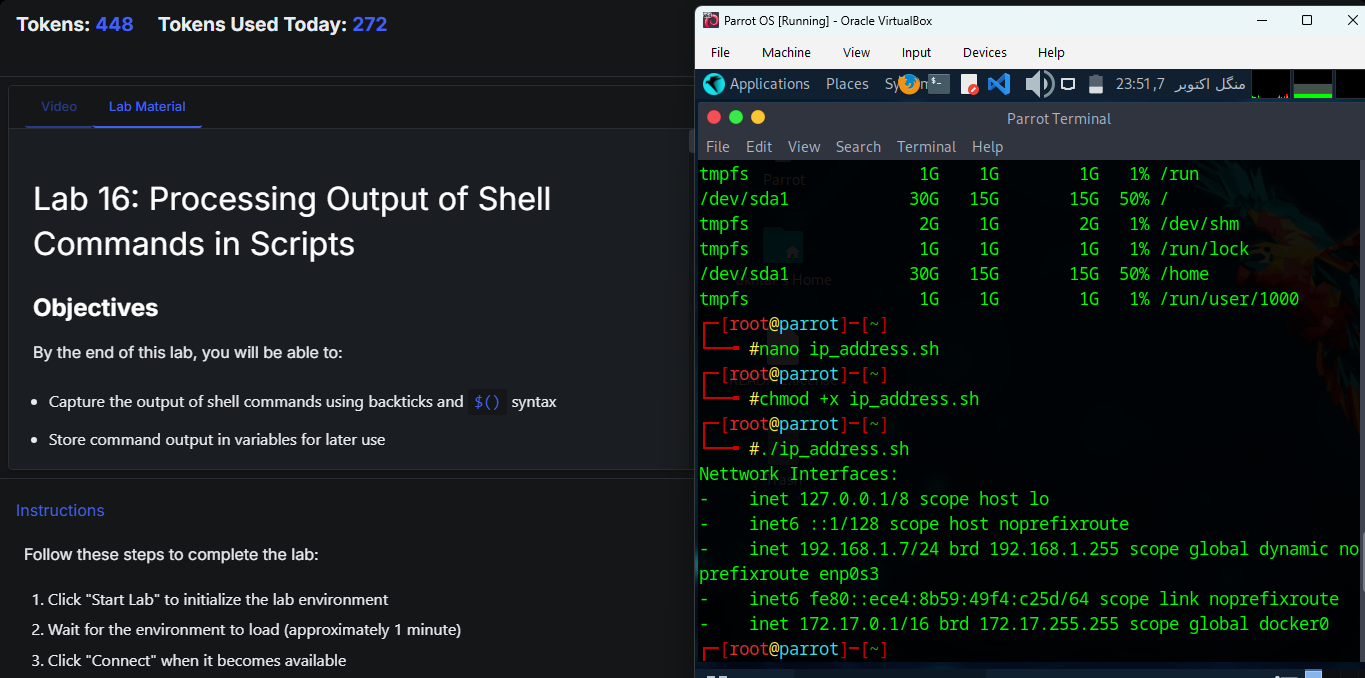 Tokens: 448 Tokens Used Today: 272
Video Lab Material
Lab 16: Processing Output of Shell
Commands in Scripts
Objectives
By the end of this lab, you will be able to:
• Capture the output of shell commands using backticks and $() syntax
• Store command output in variables for later use
Instructions
Follow these steps to complete the lab:
1. Click "Start Lab" to initialize the lab environment
2. Wait for the environment to load (approximately 1 minute)
3. Click "Connect" when it becomes available
Parrot OS [Running] - Oracle VirtualBox
File Machine View Input Devices Help
Applications Places Sy n 23:51 ,7 منگل اکتوبر
Parrot Terminal
File Edit View Search Terminal Help
tmpfs 1G 1G 1G 1% /run
/dev/sda1 30G 15G 15G 50% /
tmpfs 2G 1G 2G 1% /dev/shm
tmpfs 1G 1G 1G 1% /run/lock
/dev/sda1 30G 15G 15G 50% /home
tmpfs 1G 1G 1G 1% /run/user/1000
┌─[root@parrot]─[~]
└──╼ #nano ip_address.sh
┌─[root@parrot]─[~]
└──╼ #chmod +x ip_address.sh
┌─[root@parrot]─[~]
└──╼ #./ip_address.sh
Nettwork Interfaces:
- inet 127.0.0.1/8 scope host lo
- inet6 ::1/128 scope host noprefixroute
- inet 192.168.1.7/24 brd 192.168.1.255 scope global dynamic no
prefixroute enp0s3
- inet6 fe80::ece4:8b59:49f4:c25d/64 scope link noprefixroute
- inet 172.17.0.1/16 brd 172.17.255.255 scope global docker0
┌─[root@parrot]─[~]
Parrot
Home